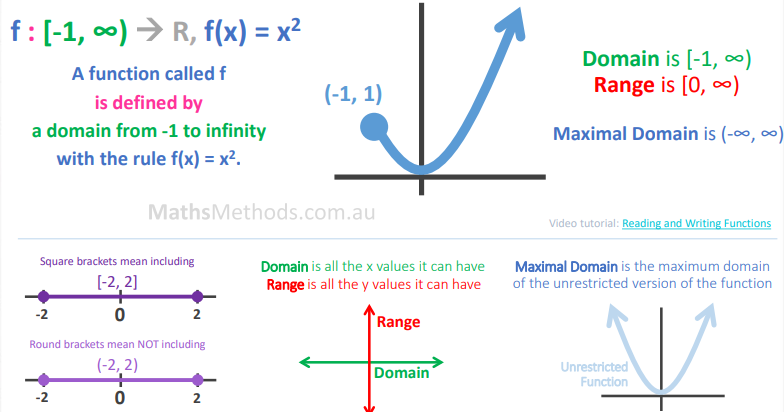 f : [-1, ∞) → R, f(x) = x²
A function called f
is defined by
a domain from -1 to infinity
with the rule f(x) = x².
(-1, 1)
Domain is [-1, ∞)
Range is [0, ∞)
Maximal Domain is (-∞, ∞)
MathsMethods.com.au
Video tutorial: Reading and Writing Functions
Square brackets mean including
[-2, 2]
-2 0 2
Round brackets mean NOT including
(-2, 2)
-2 0 2
Domain is all the x values it can have
Range is all the y values it can have
Range
Domain
Maximal Domain is the maximum domain
of the unrestricted version of the function
Unrestricted
Function